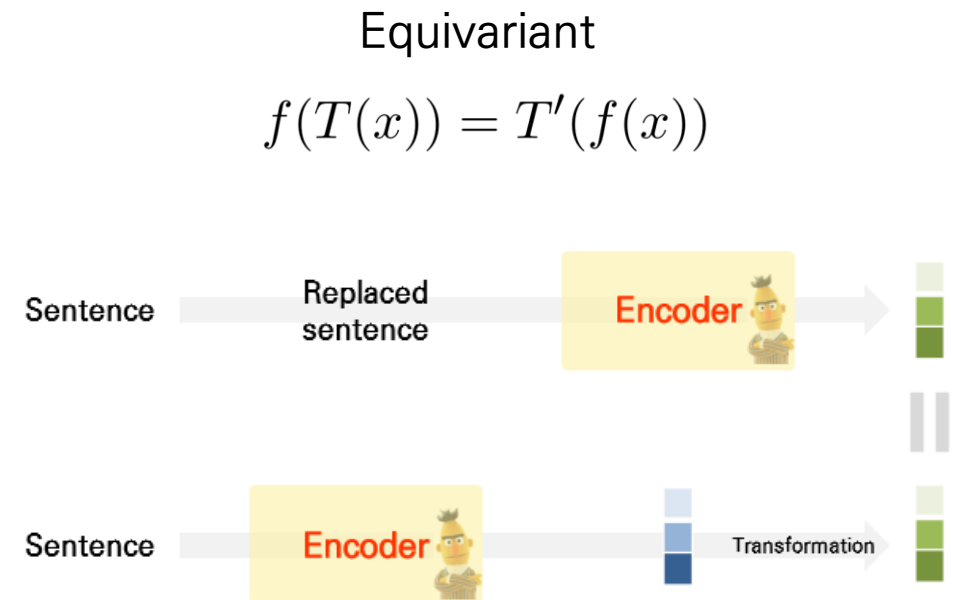 Equivariant
f(T(x)) = T′(f(x))
Sentence
Replaced
sentence
Encoder
Sentence
Encoder
Transformation